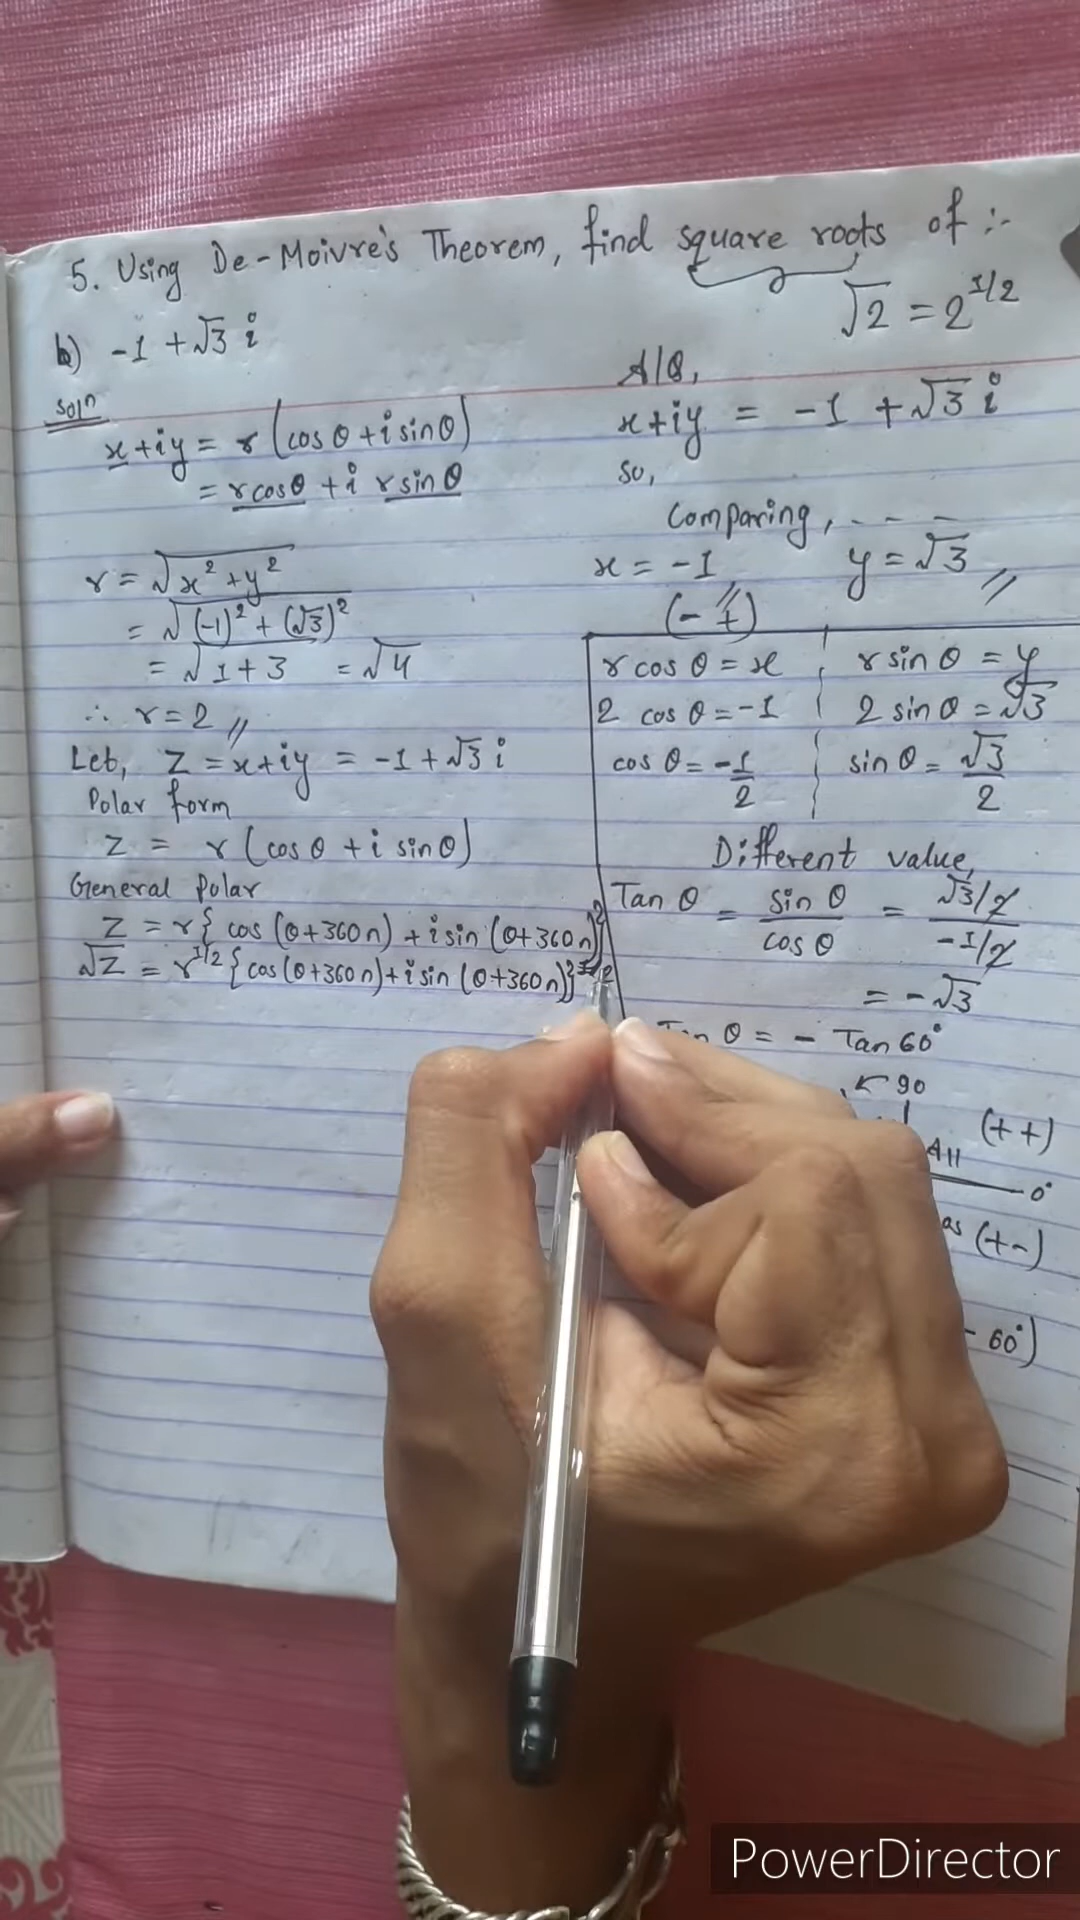 5. Using De-Moivre's Theorem, find square roots of :-
√2 = 2^1/2
b) -1 + √3 i
Soln
x+iy = r (cos θ + i sin θ)
= r cos θ + i r sin θ
r = √x² + y²
= √(-1)² + (√3)²
= √1 + 3 = √4
∴ r = 2 //
Let, Z = x+iy = -1 + √3 i
Polar form
Z = r (cos θ + i sin θ)
General Polar
Z = r { cos (θ+360n) + i sin (θ+360n)}
√Z = r^1/2 {cos (θ+360n) + i sin (θ+360n)}^1/2
A/Q,
x+iy = -1 + √3 i
so,
Comparing, - - -
x = -1 // y = √3 //
(- +)
r cos θ = x r sin θ = y
2 cos θ = -1 2 sin θ = √3
cos θ = -1/2 sin θ = √3/2
Different value,
Tan θ = sin θ/cos θ = √3/2 / -1/2
= -√3
Tan θ = - Tan 60°
90
(+ +)
All
0°
(+ -)
- 60°)
PowerDirector